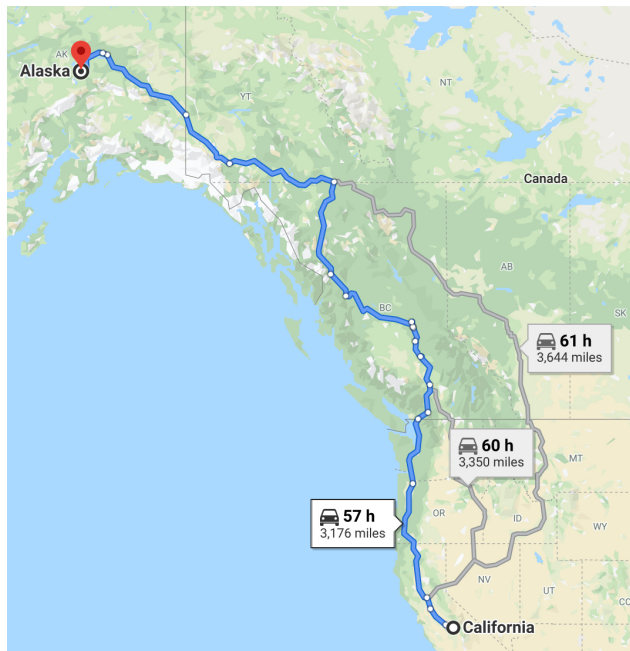 AK
Alaska
YT
NT
Canada
AB
BC
SK
61 h
3,644 miles
60 h
3,350 miles
MT
57 h
3,176 miles
OR
ID
WY
NV
UT
CO
California